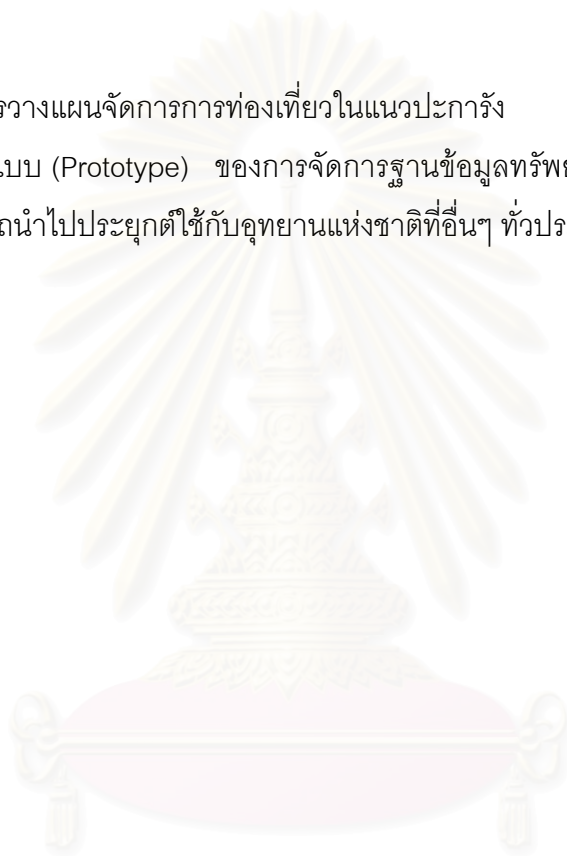 รวางแผนจัดการการท่องเที่ยวในแนวปะการัง
แบบ (Prototype) ของการจัดการฐานข้อมูลทรัพย
ถนำไปประยุกต์ใช้กับอุทยานแห่งชาติที่อื่นๆ ทั่วปร